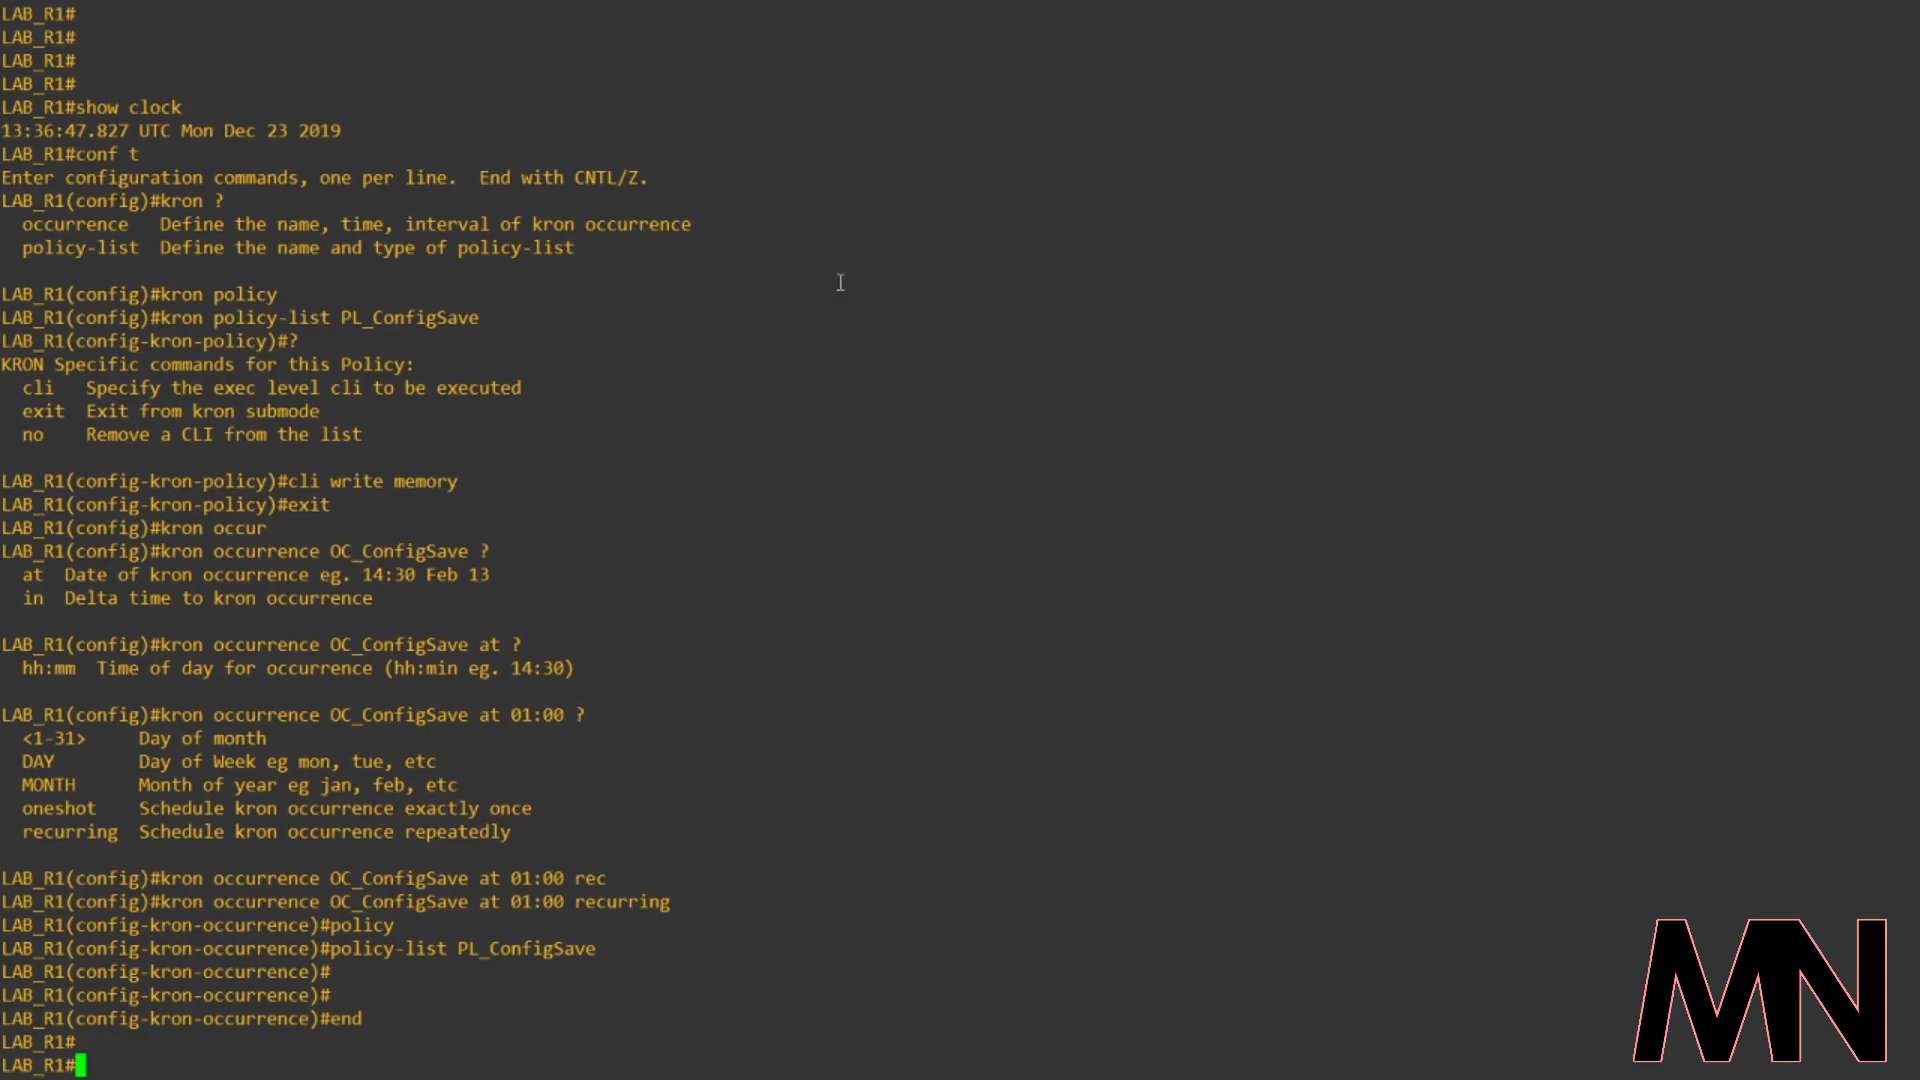 LAB_R1#
LAB_R1#
LAB_R1#
LAB_R1#
LAB_R1#show clock
13:36:47.827 UTC Mon Dec 23 2019
LAB_R1#conf t
Enter configuration commands, one per line.  End with CNTL/Z.
LAB_R1(config)#kron ?
  occurrence   Define the name, time, interval of kron occurrence
  policy-list  Define the name and type of policy-list
LAB_R1(config)#kron policy
LAB_R1(config)#kron policy-list PL_ConfigSave
LAB_R1(config-kron-policy)#?
KRON Specific commands for this Policy:
  cli   Specify the exec level cli to be executed
  exit  Exit from kron submode
  no    Remove a CLI from the list
LAB_R1(config-kron-policy)#cli write memory
LAB_R1(config-kron-policy)#exit
LAB_R1(config)#kron occur
LAB_R1(config)#kron occurrence OC_ConfigSave ?
  at  Date of kron occurrence eg. 14:30 Feb 13
  in  Delta time to kron occurrence
LAB_R1(config)#kron occurrence OC_ConfigSave at ?
  hh:mm  Time of day for occurrence (hh:min eg. 14:30)
LAB_R1(config)#kron occurrence OC_ConfigSave at 01:00 ?
  <1-31>     Day of month
  DAY        Day of Week eg mon, tue, etc
  MONTH      Month of year eg jan, feb, etc
  oneshot    Schedule kron occurrence exactly once
  recurring  Schedule kron occurrence repeatedly
LAB_R1(config)#kron occurrence OC_ConfigSave at 01:00 rec
LAB_R1(config)#kron occurrence OC_ConfigSave at 01:00 recurring
LAB_R1(config-kron-occurrence)#policy
LAB_R1(config-kron-occurrence)#policy-list PL_ConfigSave
LAB_R1(config-kron-occurrence)#
LAB_R1(config-kron-occurrence)#
LAB_R1(config-kron-occurrence)#end
LAB_R1#
LAB_R1#
MN